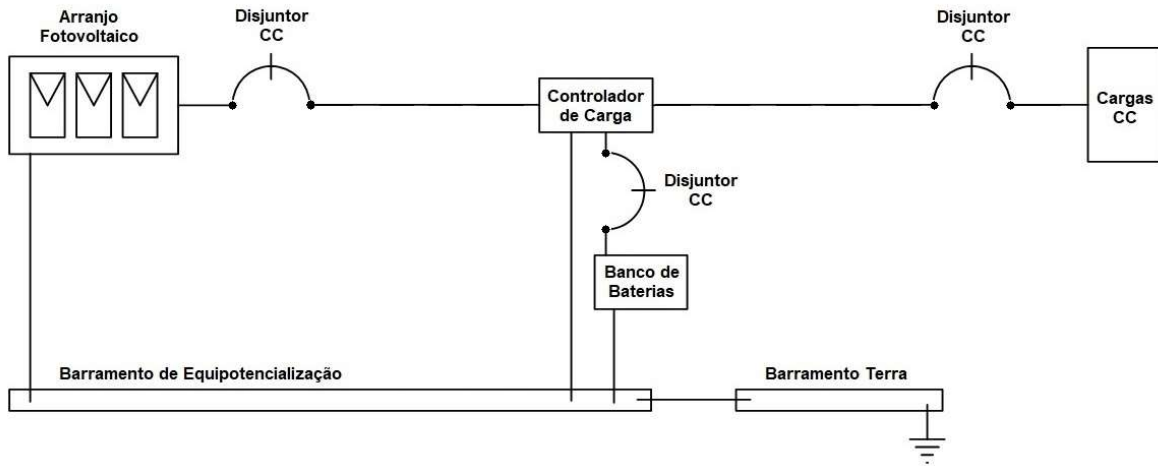 Arranjo
Fotovoltaico
Disjuntor
CC
Disjuntor
CC
Controlador
de Carga
Cargas
CC
Disjuntor
CC
Banco de
Baterias
Barramento de Equipotencialização
Barramento Terra